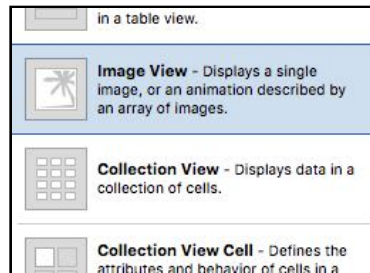 in a table view.
Image View - Displays a single
image, or an animation described by
an array of images.
Collection View - Displays data in a
collection of cells.
Collection View Cell - Defines the
attributes and behavior of cells in a